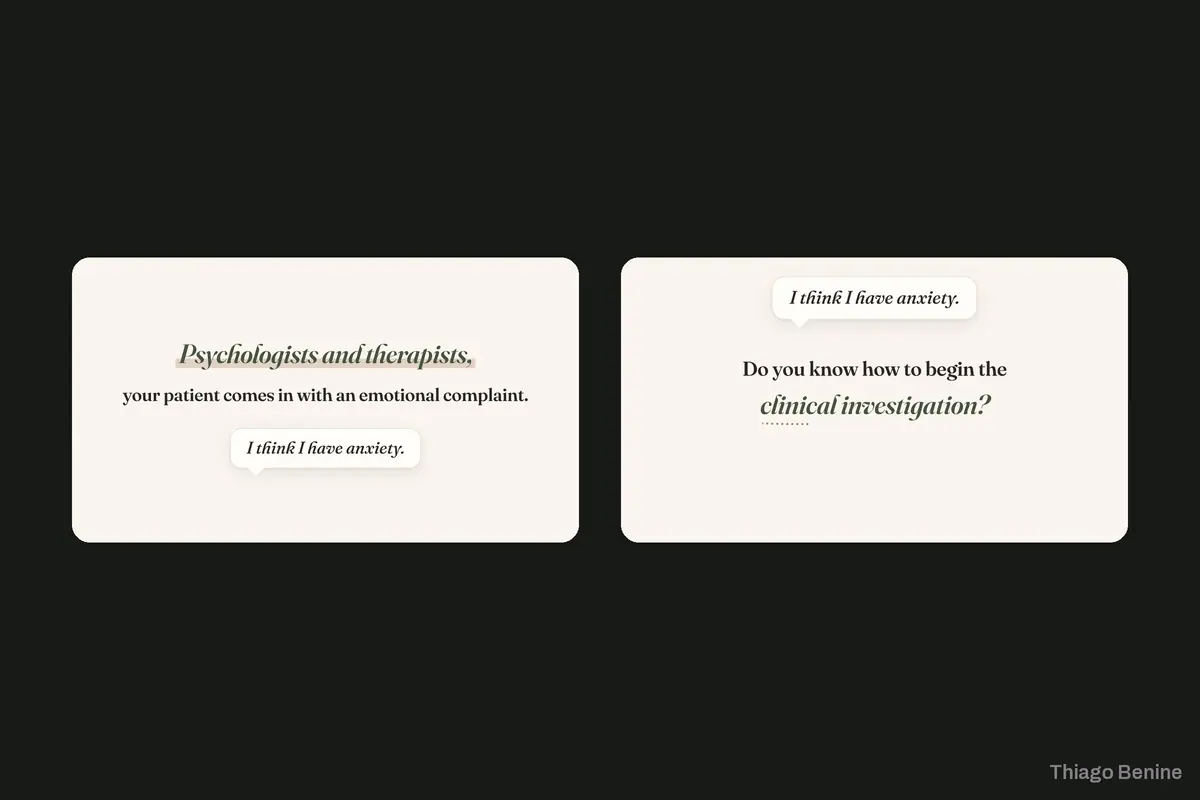 Psychologists and therapists,
your patient comes in with an emotional complaint.
I think I have anxiety.
I think I have anxiety.
Do you know how to begin the
clinical investigation?
Thiago Benine